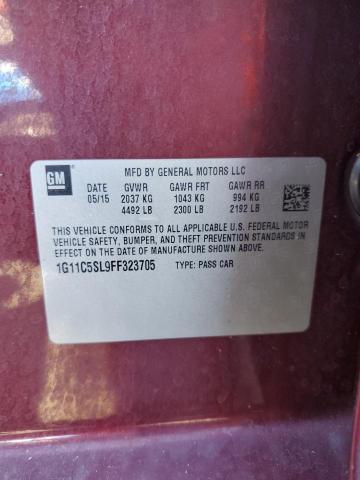 GM
MFD BY GENERAL MOTORS LLC
DATE GVWR GAWR FRT GAWR RR
05/15 2037 KG 1043 KG 994 KG
4492 LB 2300 LB 2192 LB
THIS VEHICLE CONFORMS TO ALL APPLICABLE U.S. FEDERAL MOTOR
VEHICLE SAFETY, BUMPER, AND THEFT PREVENTION STANDARDS IN
EFFECT ON THE DATE OF MANUFACTURE SHOWN ABOVE.
1G11C5SL9FF323705 TYPE: PASS CAR